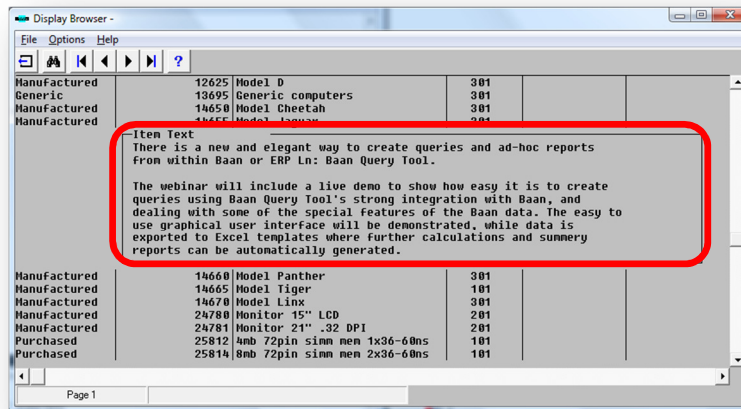 Display Browser -
File Options Help
?
Manufactured 12625 Model D 301
Generic 13695 Generic computers 301
Manufactured 14650 Model Cheetah 301
Manufactured 14655 Model Jaguar 301
Item Text
There is a new and elegant way to create queries and ad-hoc reports
from within Baan or ERP Ln: Baan Query Tool.
The webinar will include a live demo to show how easy it is to create
queries using Baan Query Tool's strong integration with Baan, and
dealing with some of the special features of the Baan data. The easy to
use graphical user interface will be demonstrated, while data is
exported to Excel templates where further calculations and summery
reports can be automatically generated.
Manufactured 14660 Model Panther 301
Manufactured 14665 Model Tiger 101
Manufactured 14670 Model Linx 301
Manufactured 24780 Monitor 15" LCD 201
Manufactured 24781 Monitor 21" .32 DPI 201
Purchased 25812 4mb 72pin simm mem 1x36-60ns 101
Purchased 25814 8mb 72pin simm mem 2x36-60ns 101
Page 1